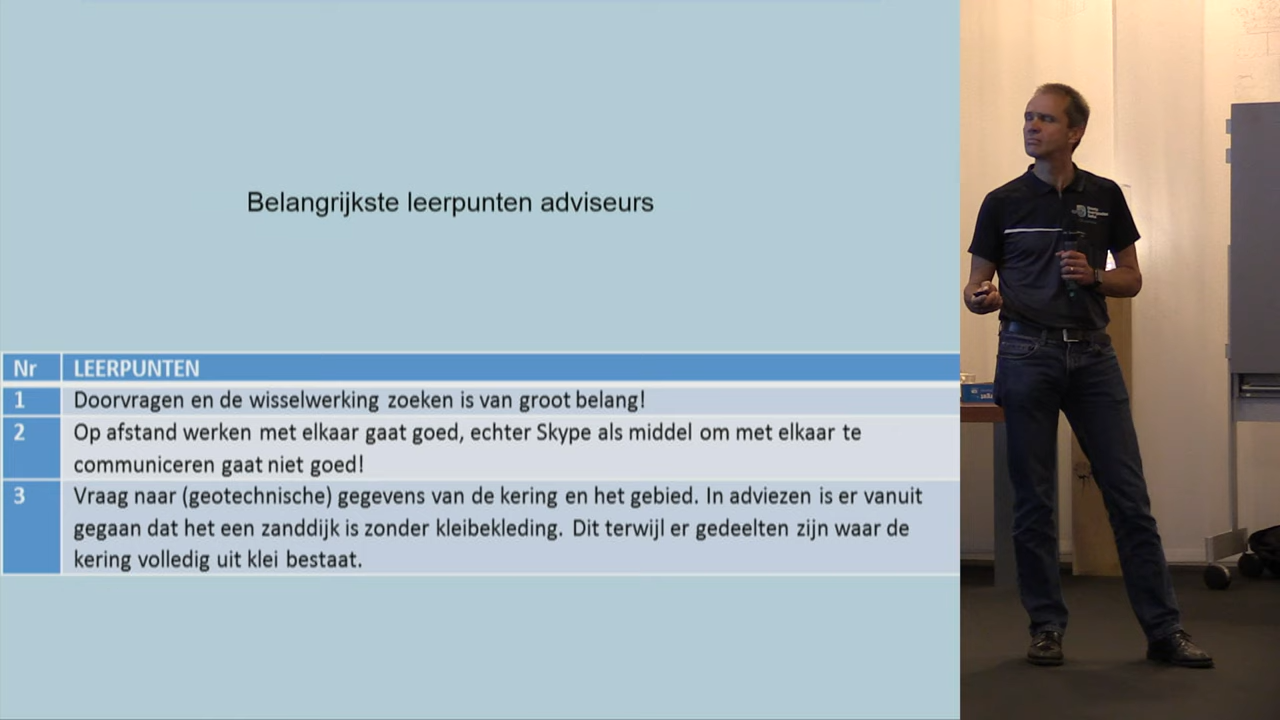 Belangrijkste leerpunten adviseurs
Nr LEERPUNTEN
1 Doorvragen en de wisselwerking zoeken is van groot belang!
2 Op afstand werken met elkaar gaat goed, echter Skype als middel om met elkaar te
communiceren gaat niet goed!
3 Vraag naar (geotechnische) gegevens van de kering en het gebied. In adviezen is er vanuit
gegaan dat het een zanddijk is zonder kleibekleding. Dit terwijl er gedeelten zijn waar de
kering volledig uit klei bestaat.